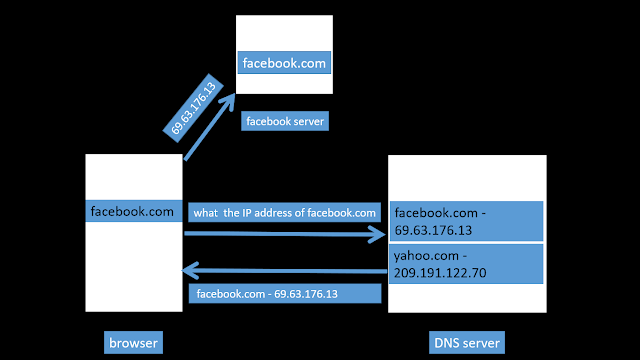 facebook.com
69.63.176.13
facebook server
facebook.com
what the IP address of facebook.com
facebook.com -
69.63.176.13
yahoo.com -
209.191.122.70
facebook.com - 69.63.176.13
browser
DNS server